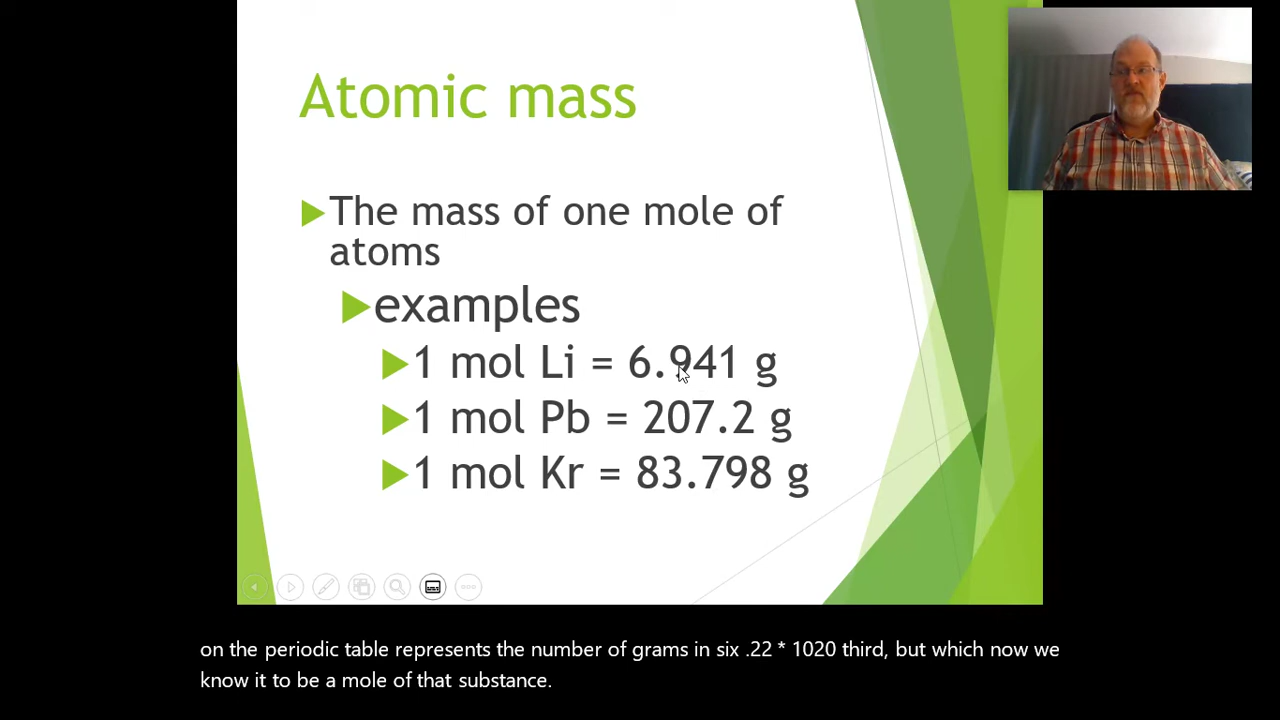 Atomic mass
The mass of one mole of
atoms
examples
1 mol Li = 6.941 g
1 mol Pb = 207.2 g
1 mol Kr = 83.798 g
on the periodic table represents the number of grams in six .22 * 1020 third, but which now we
know it to be a mole of that substance.